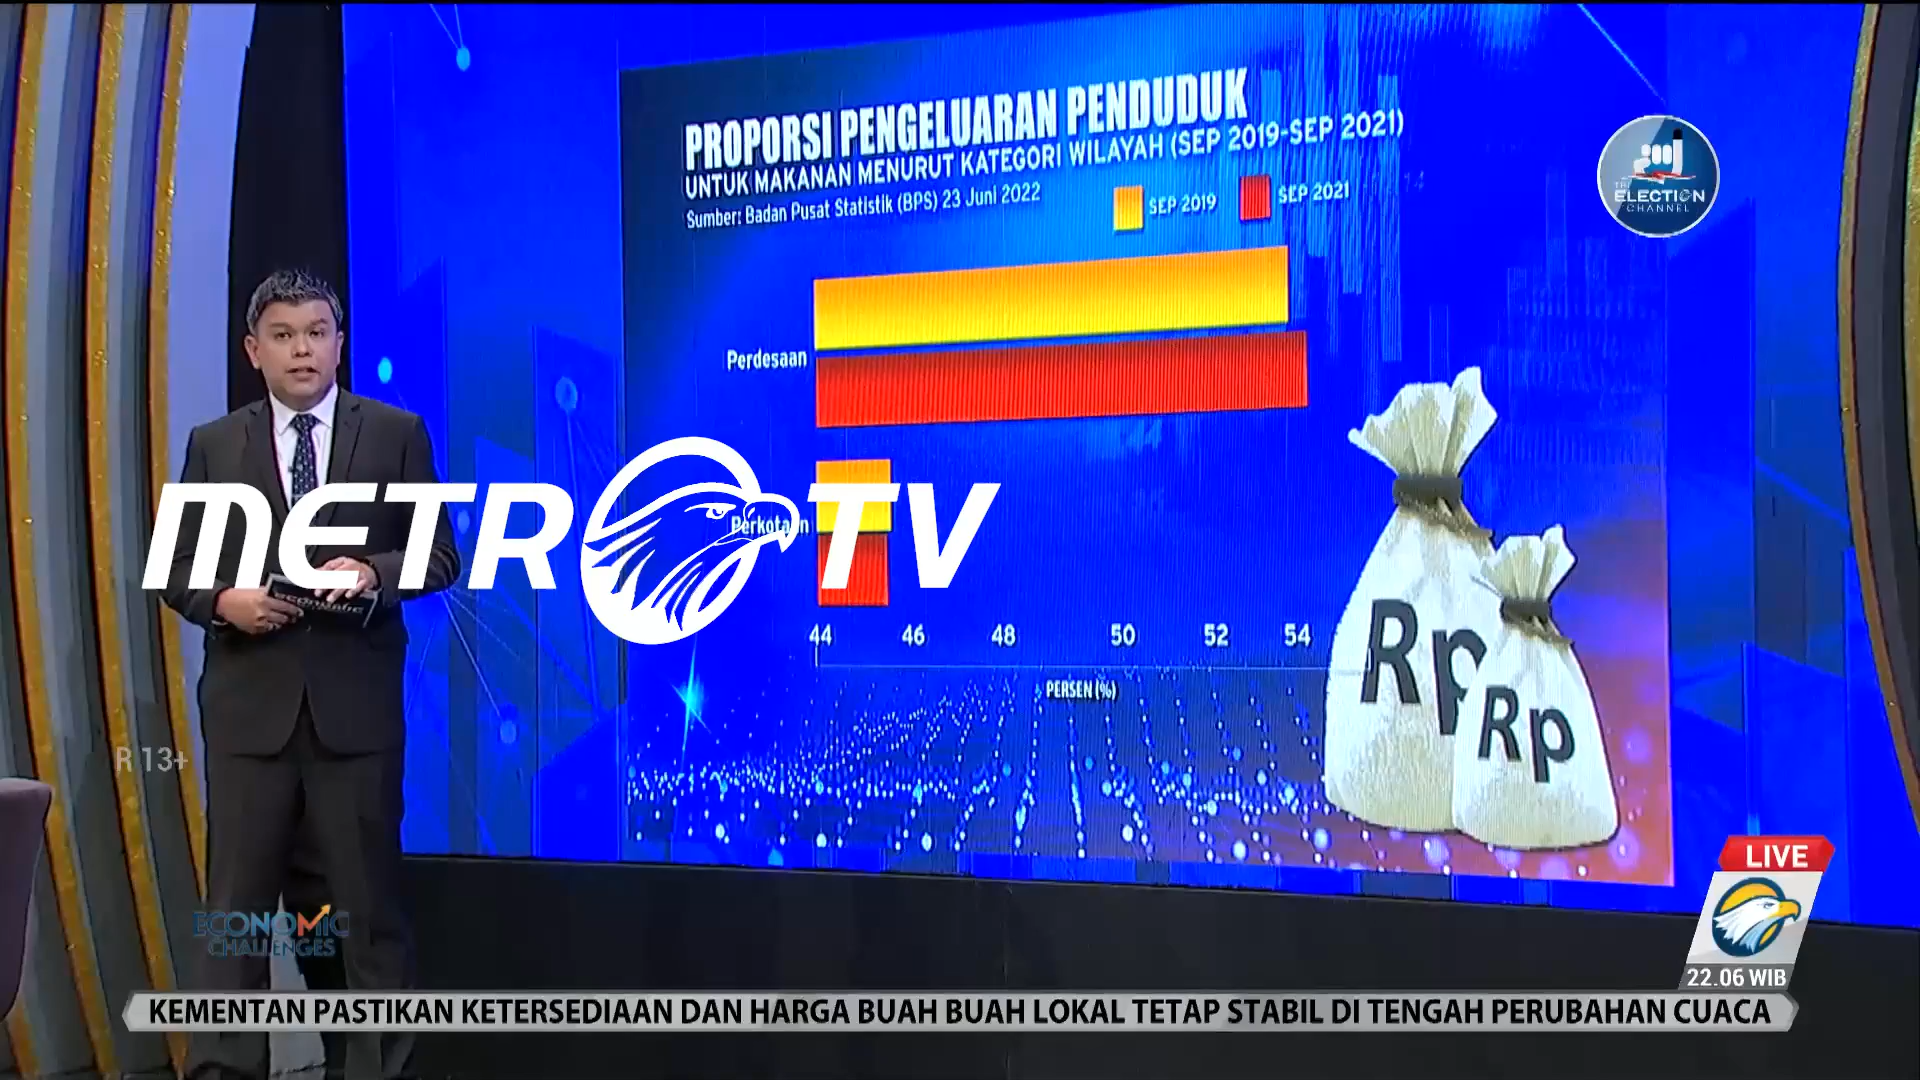 PROPORSI PENGELUARAN PENDUDUK
UNTUK MAKANAN MENURUT KATEGORI WILAYAH (SEP 2019-SEP 2021)
Sumber: Badan Pusat Statistik (BPS) 23 Juni 2022
SEP 2019
SEP 2021
THE
ELECTION
CHANNEL
Perdesaan
METRO TV
Perkotaan
44 46 48 50 52 54
PERSEN (%)
Rp
Rp
ECONOMIC
R 13+
ECONOMIC
CHALLENGES
LIVE
22.06 WIB
KEMENTAN PASTIKAN KETERSEDIAAN DAN HARGA BUAH BUAH LOKAL TETAP STABIL DI TENGAH PERUBAHAN CUACA